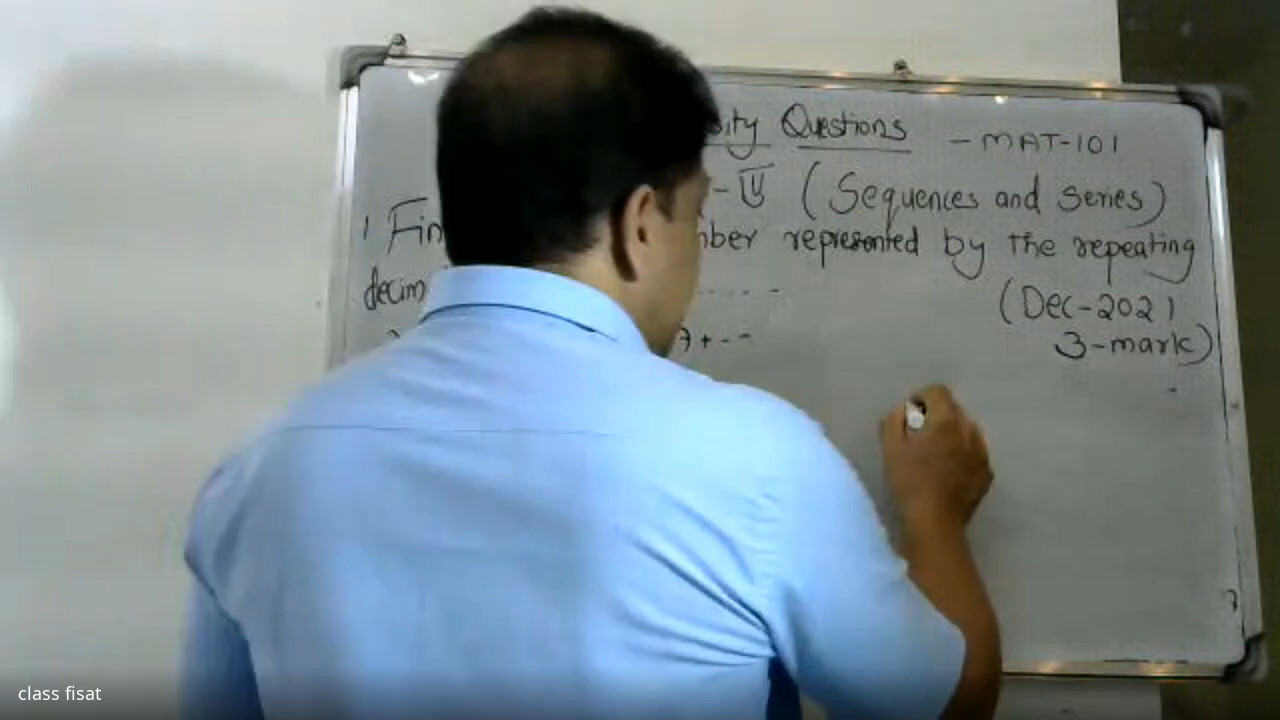 sity Questions - MAT-101
- IV (Sequences and Series)
1 Fin ber represented by the repeating
decim ..... - (Dec-2021
7+--- 3-mark)
class fisat